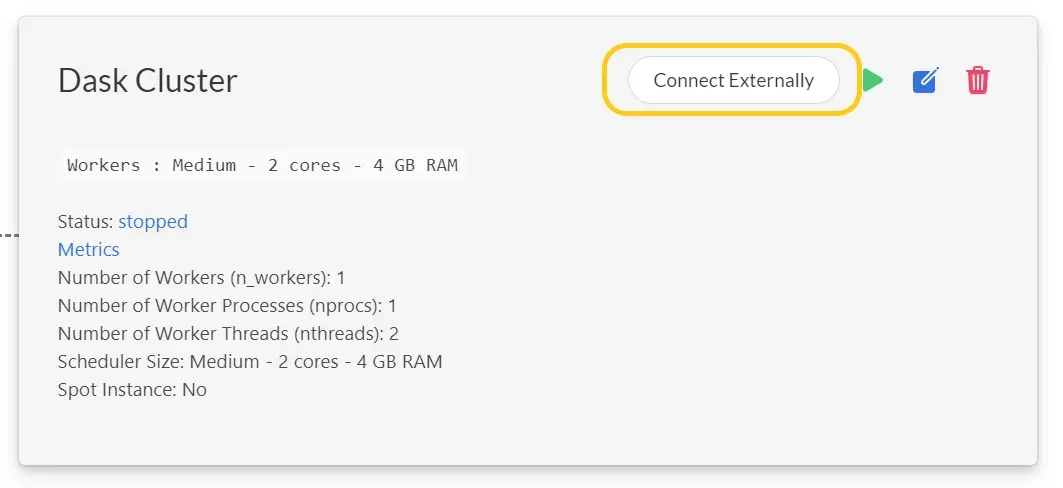 Dask Cluster
Connect Externally
Workers : Medium - 2 cores - 4 GB RAM
Status: stopped
Metrics
Number of Workers (n_workers): 1
Number of Worker Processes (nprocs): 1
Number of Worker Threads (nthreads): 2
Scheduler Size: Medium - 2 cores - 4 GB RAM
Spot Instance: No